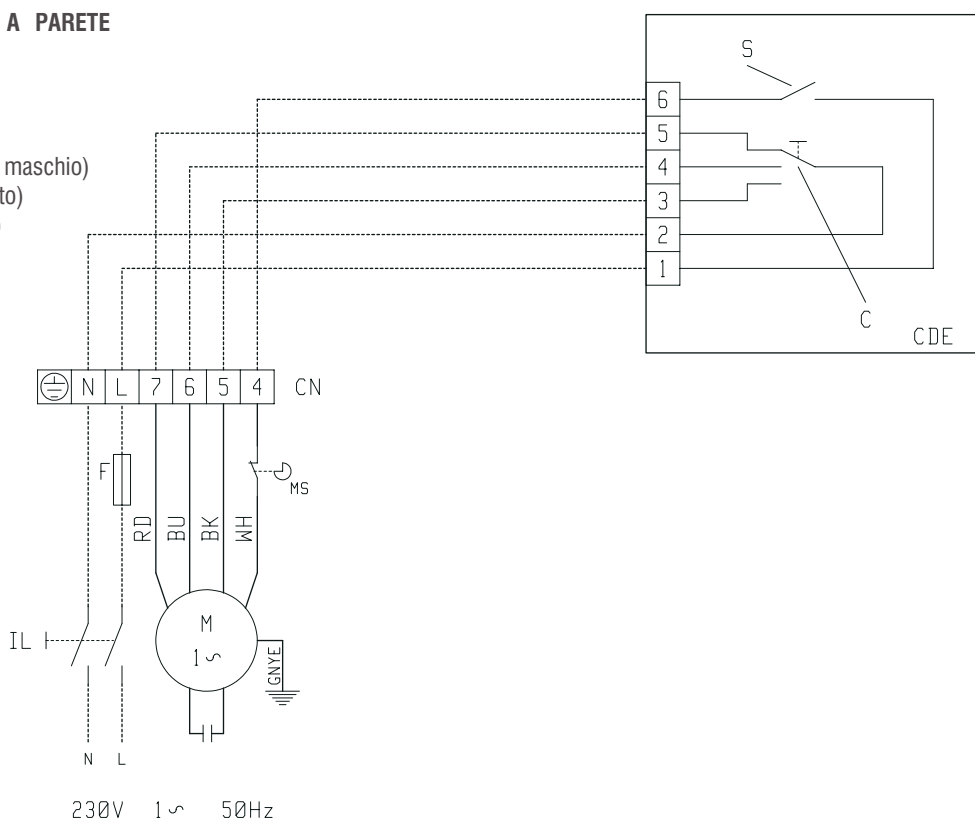 A PARETE
maschio)
to)
)
S
6
5
4
3
2
1
C
CDE
N L 7 6 5 4 CN
F
MS
RD BU BK WH
M
1~
IL
GNYE
N L
230V 1~ 50Hz